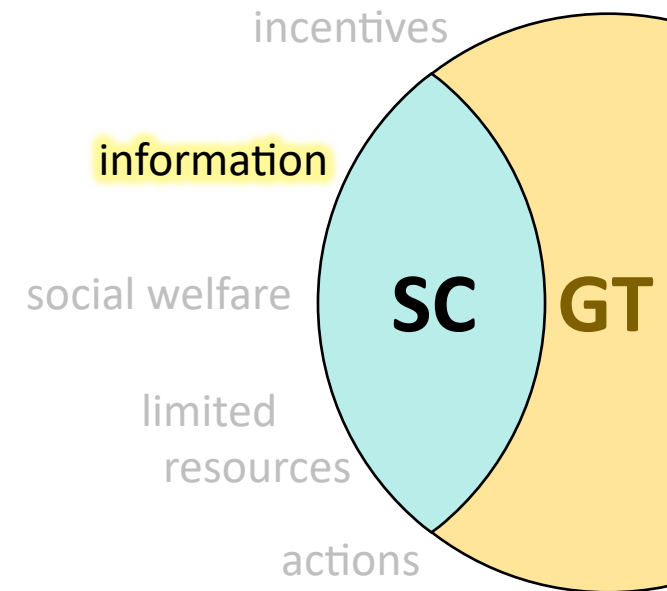 incentives
information
social welfare
SC GT
limited
resources
actions